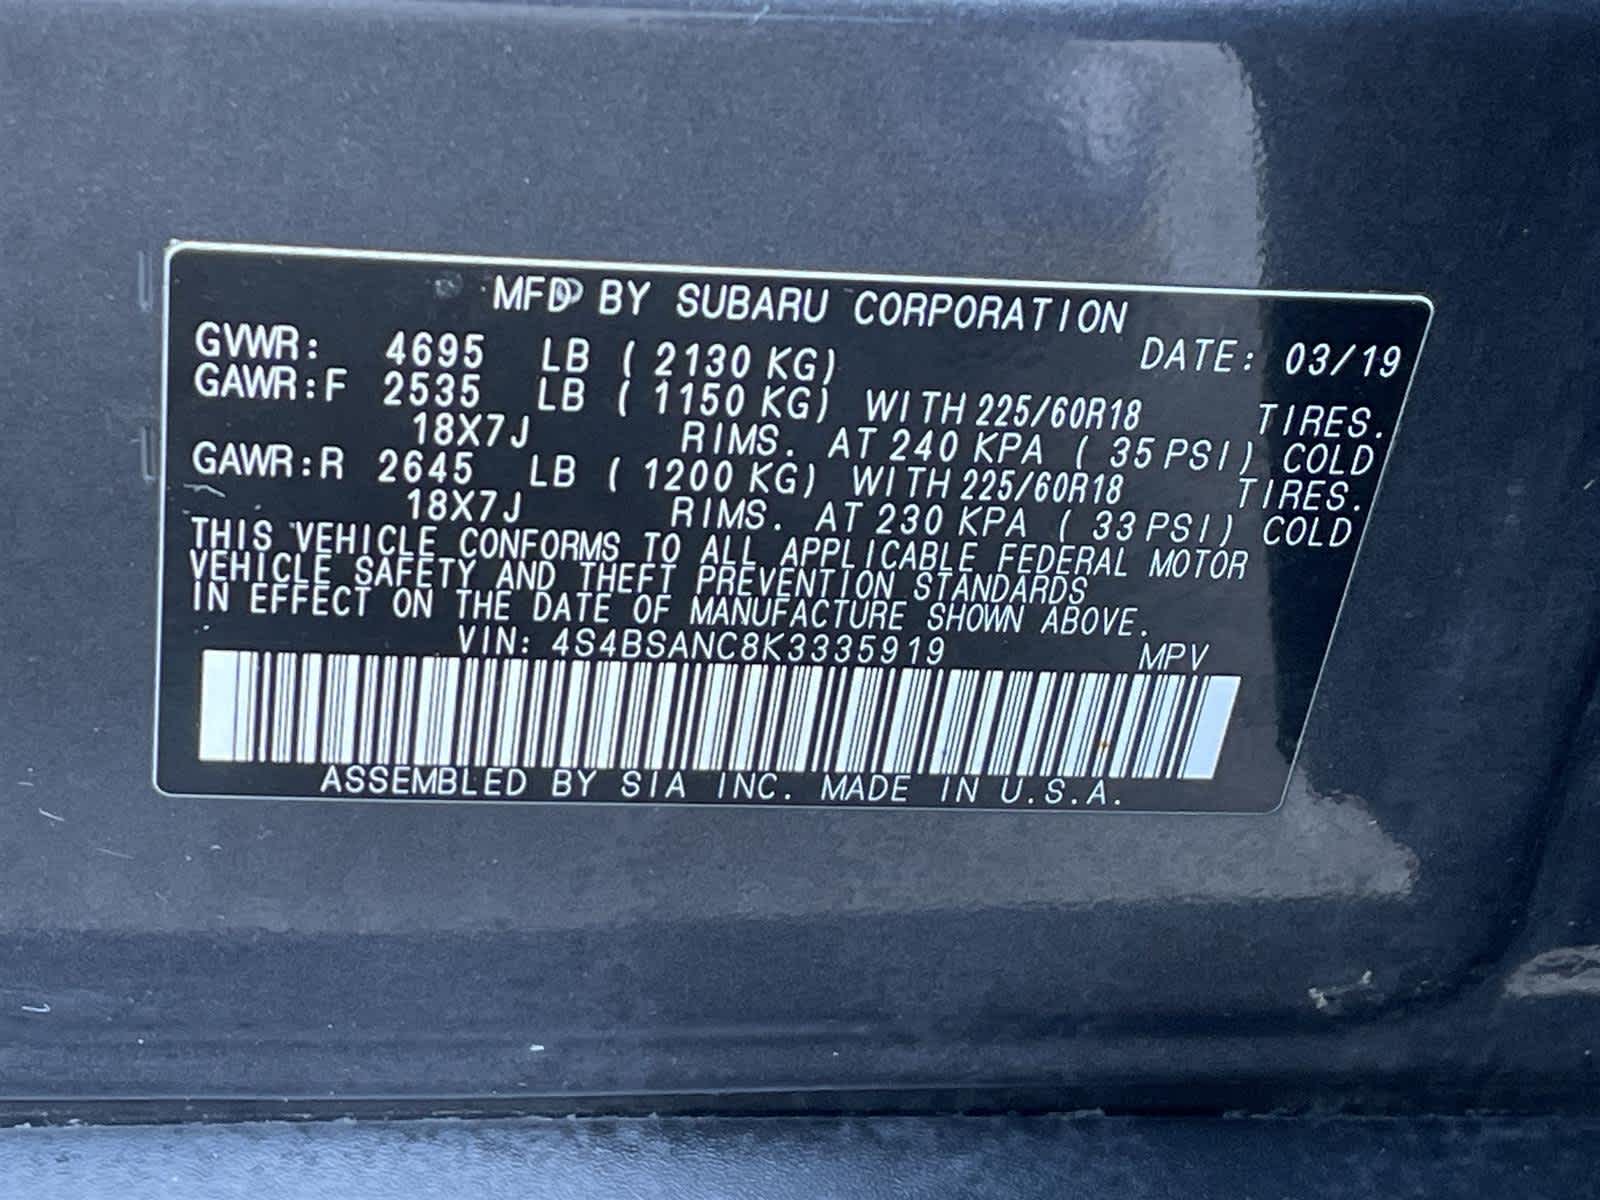 MFD BY SUBARU CORPORATION
GVWR: 4695 LB ( 2130 KG) DATE: 03/19
GAWR:F 2535 LB ( 1150 KG) WITH 225/60R18 TIRES.
18X7J RIMS. AT 240 KPA ( 35 PSI) COLD
GAWR:R 2645 LB ( 1200 KG) WITH 225/60R18 TIRES.
18X7J RIMS. AT 230 KPA ( 33 PSI) COLD
THIS VEHICLE CONFORMS TO ALL APPLICABLE FEDERAL MOTOR
VEHICLE SAFETY AND THEFT PREVENTION STANDARDS
IN EFFECT ON THE DATE OF MANUFACTURE SHOWN ABOVE.
VIN: 4S4BSANC8K3335919 MPV
ASSEMBLED BY SIA INC. MADE IN U.S.A.